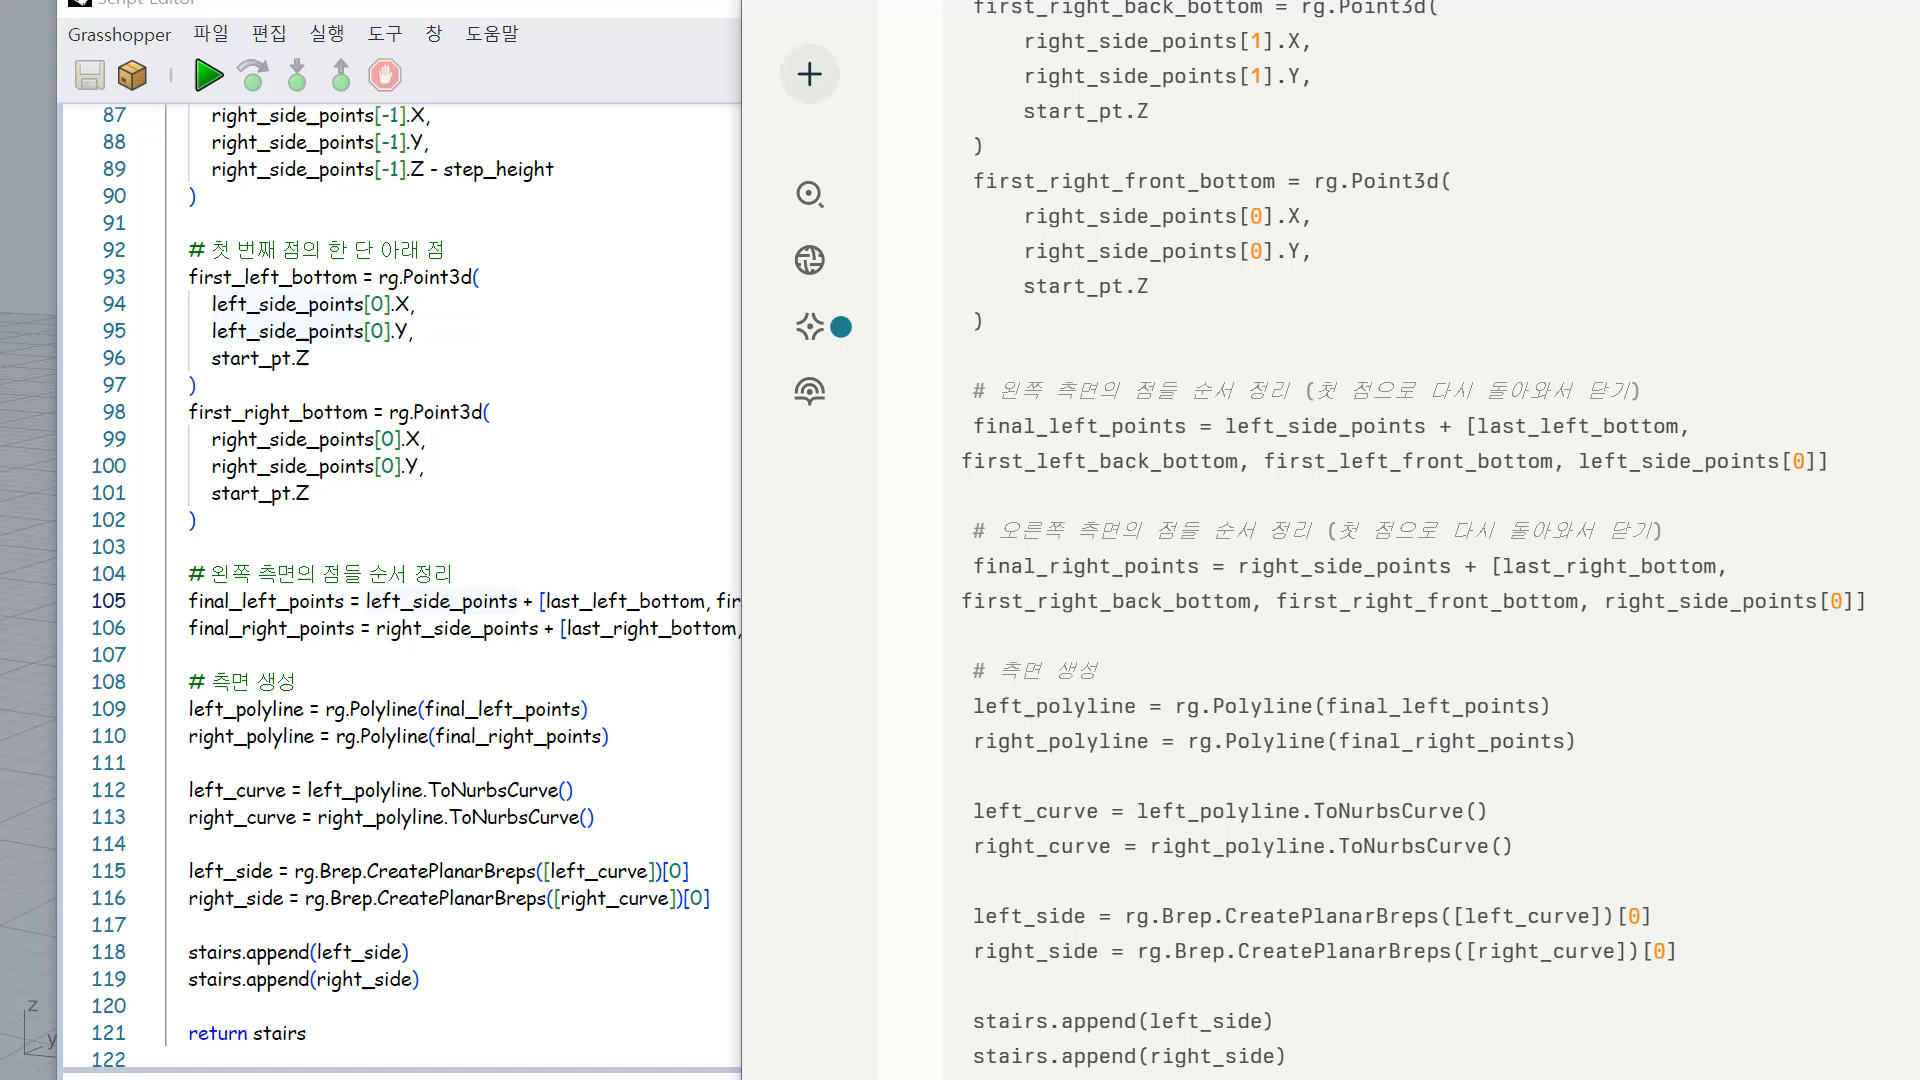 Script Editor
Grasshopper 파일 편집 실행 도구 창 도움말
87 right_side_points[-1].X,
88 right_side_points[-1].Y,
89 right_side_points[-1].Z - step_height
90 )
91
92 # 첫 번째 점의 한 단 아래 점
93 first_left_bottom = rg.Point3d(
94 left_side_points[0].X,
95 left_side_points[0].Y,
96 start_pt.Z
97 )
98 first_right_bottom = rg.Point3d(
99 right_side_points[0].X,
100 right_side_points[0].Y,
101 start_pt.Z
102 )
103
104 # 왼쪽 측면의 점들 순서 정리
105 final_left_points = left_side_points + [last_left_bottom, fir
106 final_right_points = right_side_points + [last_right_bottom,
107
108 # 측면 생성
109 left_polyline = rg.Polyline(final_left_points)
110 right_polyline = rg.Polyline(final_right_points)
111
112 left_curve = left_polyline.ToNurbsCurve()
113 right_curve = right_polyline.ToNurbsCurve()
114
115 left_side = rg.Brep.CreatePlanarBreps([left_curve])[0]
116 right_side = rg.Brep.CreatePlanarBreps([right_curve])[0]
117
118 stairs.append(left_side)
119 stairs.append(right_side)
120
121 return stairs
122
z
y
first_right_back_bottom = rg.Point3d(
right_side_points[1].X,
right_side_points[1].Y,
start_pt.Z
)
first_right_front_bottom = rg.Point3d(
right_side_points[0].X,
right_side_points[0].Y,
start_pt.Z
)
# 왼쪽 측면의 점들 순서 정리 (첫 점으로 다시 돌아와서 닫기)
final_left_points = left_side_points + [last_left_bottom,
first_left_back_bottom, first_left_front_bottom, left_side_points[0]]
# 오른쪽 측면의 점들 순서 정리 (첫 점으로 다시 돌아와서 닫기)
final_right_points = right_side_points + [last_right_bottom,
first_right_back_bottom, first_right_front_bottom, right_side_points[0]]
# 측면 생성
left_polyline = rg.Polyline(final_left_points)
right_polyline = rg.Polyline(final_right_points)
left_curve = left_polyline.ToNurbsCurve()
right_curve = right_polyline.ToNurbsCurve()
left_side = rg.Brep.CreatePlanarBreps([left_curve])[0]
right_side = rg.Brep.CreatePlanarBreps([right_curve])[0]
stairs.append(left_side)
stairs.append(right_side)